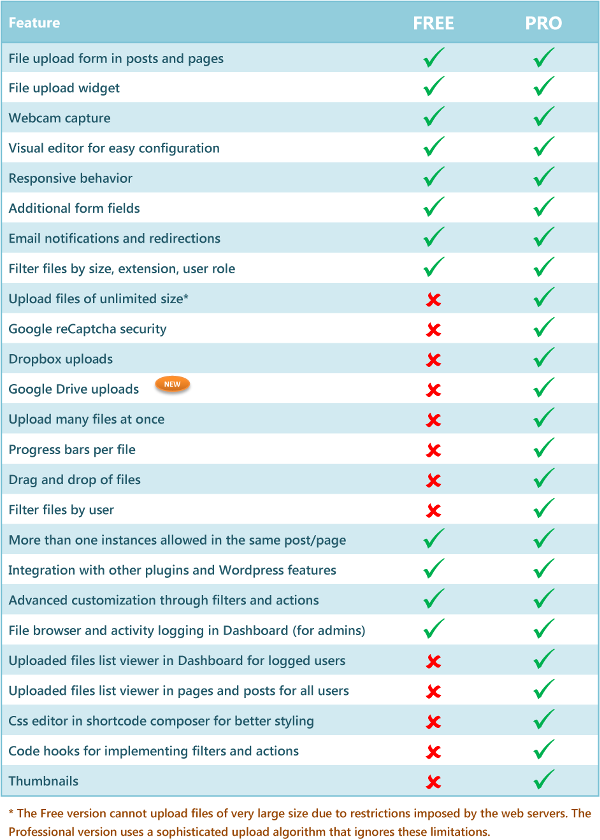 Feature FREE PRO
File upload form in posts and pages
File upload widget
Webcam capture
Visual editor for easy configuration
Responsive behavior
Additional form fields
Email notifications and redirections
Filter files by size, extension, user role
Upload files of unlimited size*
Google reCaptcha security
Dropbox uploads
Google Drive uploads NEW
Upload many files at once
Progress bars per file
Drag and drop of files
Filter files by user
More than one instances allowed in the same post/page
Integration with other plugins and Wordpress features
Advanced customization through filters and actions
File browser and activity logging in Dashboard (for admins)
Uploaded files list viewer in Dashboard for logged users
Uploaded files list viewer in pages and posts for all users
Css editor in shortcode composer for better styling
Code hooks for implementing filters and actions
Thumbnails
* The Free version cannot upload files of very large size due to restrictions imposed by the web servers. The
Professional version uses a sophisticated upload algorithm that ignores these limitations.